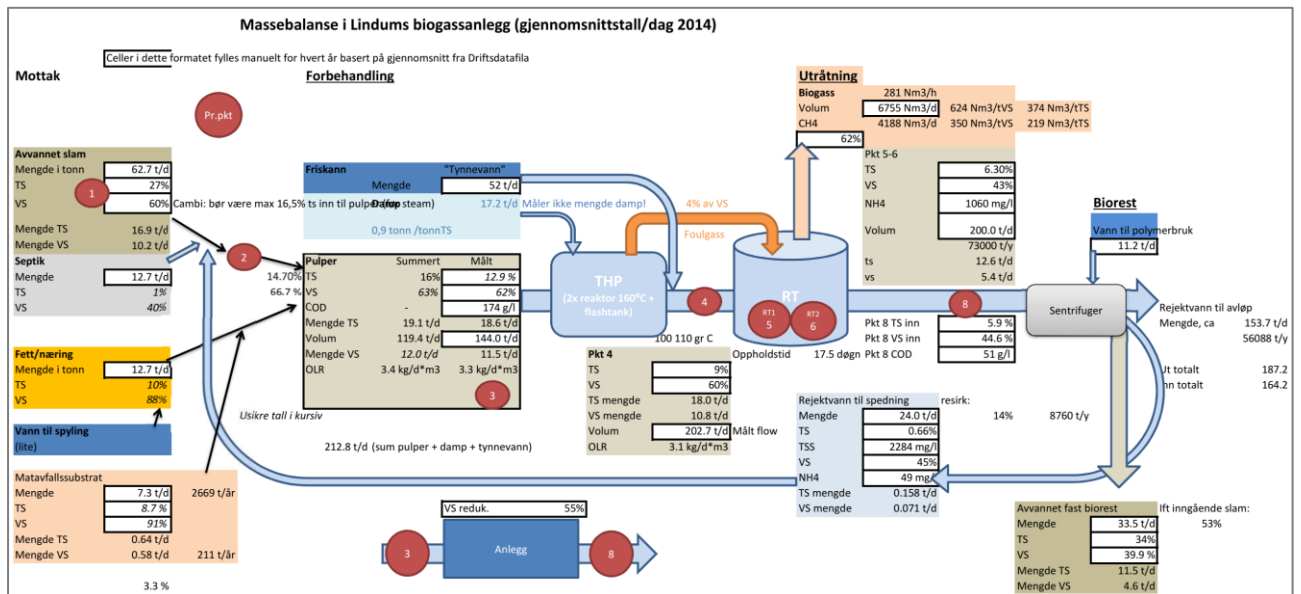 Massebalanse i Lindums biogassanlegg (gjennomsnittstall/dag 2014)
Celler i dette formatet fylles manuelt for hvert år basert på gjennomsnitt fra Driftsdatafila
Mottak
Forbehandling
Pr.pkt
Utråtning
Biogass 281 Nm3/h
Volum 6755 Nm3/d 624 Nm3/tVS 374 Nm3/tTS
CH4 4188 Nm3/d 350 Nm3/tVS 219 Nm3/tTS
62%
Avvannet slam
Mengde i tonn 62.7 t/d
TS 27%
VS 60%
Mengde TS 16.9 t/d
Mengde VS 10.2 t/d
1
Cambi: bør være max 16,5% ts inn til pulper (før steam)
Septik
Mengde 12.7 t/d
TS 1%
VS 40%
2
Fett/næring
Mengde i tonn 12.7 t/d
TS 10%
VS 88%
Vann til spyling
(lite)
Matavfallssubstrat
Mengde 7.3 t/d 2669 t/år
TS 8.7 %
VS 91%
Mengde TS 0.64 t/d
Mengde VS 0.58 t/d 211 t/år
3.3 %
Friskann "Tynnevann"
Mengde 52 t/d
17.2 t/d Måler ikke mengde damp!
0,9 tonn /tonnTS
14.70%
66.7 %
Pulper Summert Målt
TS 16% 12.9 %
VS 63% 62%
COD - 174 g/l
Mengde TS 19.1 t/d 18.6 t/d
Volum 119.4 t/d 144.0 t/d
Mengde VS 12.0 t/d 11.5 t/d
OLR 3.4 kg/d*m3 3.3 kg/d*m3
3
Usikre tall i kursiv
212.8 t/d (sum pulper + damp + tynnevann)
4% av VS
Foulgass
THP
(2x reaktor 160°C +
flashtank)
4
100 110 gr C
RT
RT1
5
RT2
6
Oppholdstid 17.5 døgn
Pkt 4
TS 9%
VS 60%
TS mengde 18.0 t/d
VS mengde 10.8 t/d
Volum 202.7 t/d Målt flow
OLR 3.1 kg/d*m3
Pkt 5-6
TS 6.30%
VS 43%
NH4 1060 mg/l
Volum 200.0 t/d
73000 t/y
ts 12.6 t/d
vs 5.4 t/d
8
Pkt 8 TS inn 5.9 %
Pkt 8 VS inn 44.6 %
Pkt 8 COD 51 g/l
Biorest
Vann til polymerbruk
11.2 t/d
Sentrifuger
Rejektvann til avløp
Mengde, ca 153.7 t/d
56088 t/y
Ut totalt 187.2
Inn totalt 164.2
Rejektvann til spedning resirk:
Mengde 24.0 t/d 14% 8760 t/y
TS 0.66%
TSS 2284 mg/l
VS 45%
NH4 49 mg/
TS mengde 0.158 t/d
VS mengde 0.071 t/d
VS reduk. 55%
3
Anlegg
8
Avvannet fast biorest Ift inngående slam:
Mengde 33.5 t/d 53%
TS 34%
VS 39.9 %
Mengde TS 11.5 t/d
Mengde VS 4.6 t/d